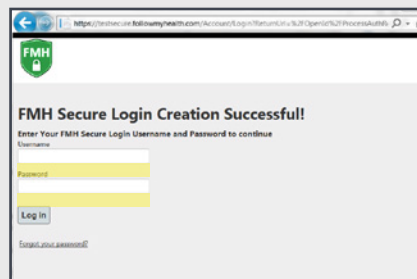 https://testsecure.followmyhealth.com/Account/Login?ReturnUrl=%2FOpenId%2FProcessAuthR
FMH
FMH Secure Login Creation Successful!
Enter Your FMH Secure Login Username and Password to continue
Username
Password
Log in
Forgot your password?